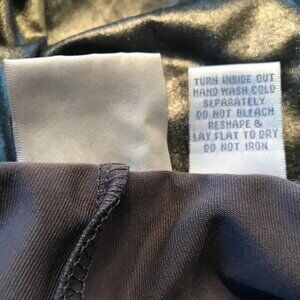 TURN INSIDE OUT
HAND WASH COLD
SEPARATELY
DO NOT BLEACH
RESHAPE &
LAY FLAT TO DRY
DO NOT IRON